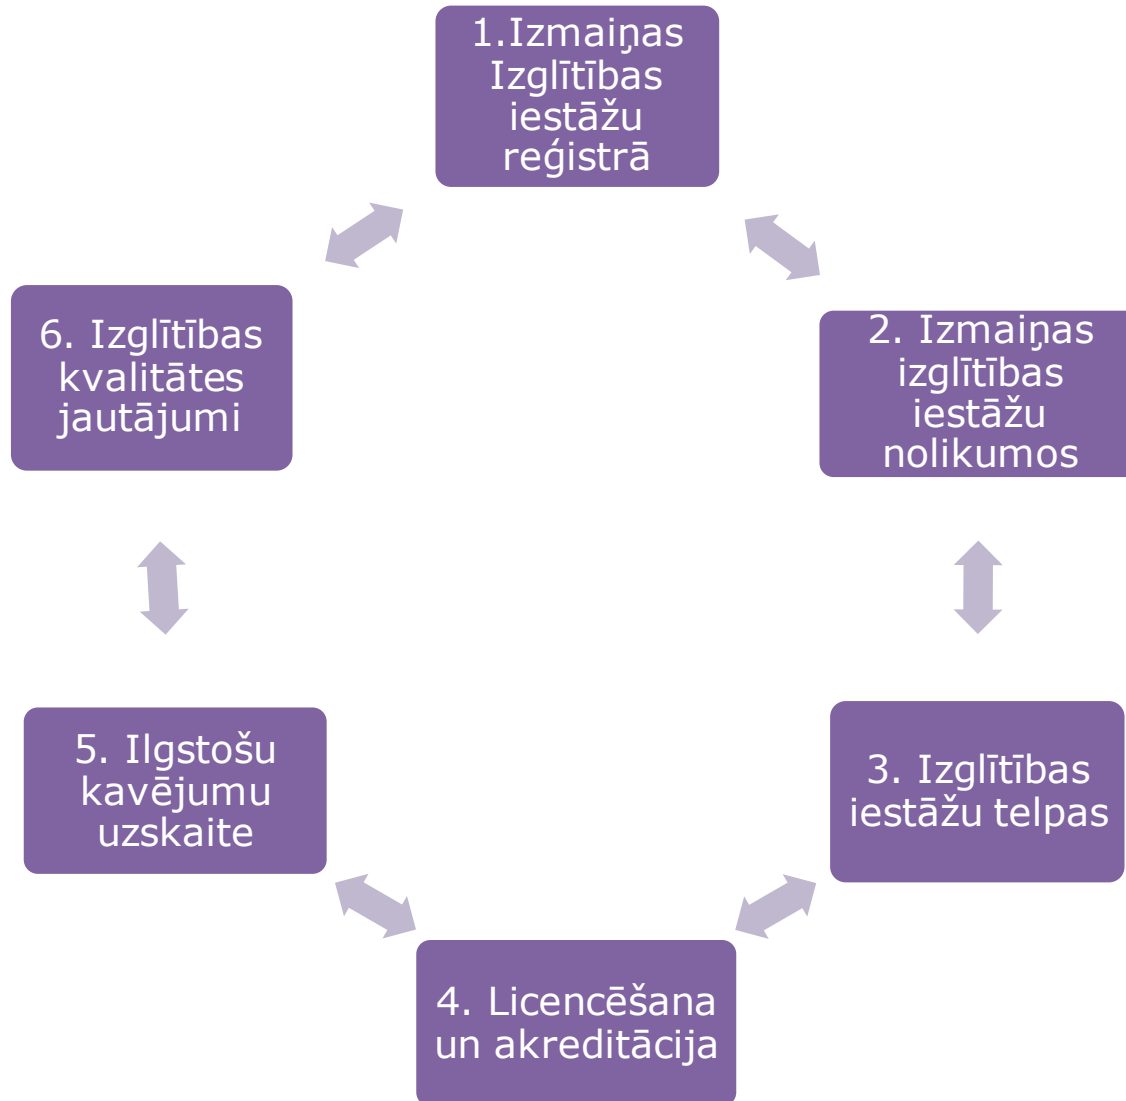 1.Izmaiņas
Izglītības
iestāžu
reģistrā
2. Izmaiņas
izglītības
iestāžu
nolikumos
3. Izglītības
iestāžu telpas
4. Licencēšana
un akreditācija
5. Ilgstošu
kavējumu
uzskaite
6. Izglītības
kvalitātes
jautājumi